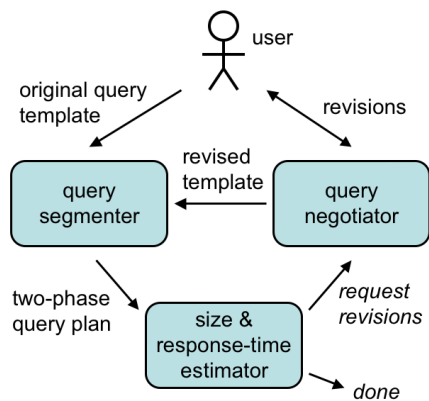 user
original query
template
revisions
revised
template
query
segmenter
query
negotiator
two-phase
query plan
size &
response-time
estimator
request
revisions
done